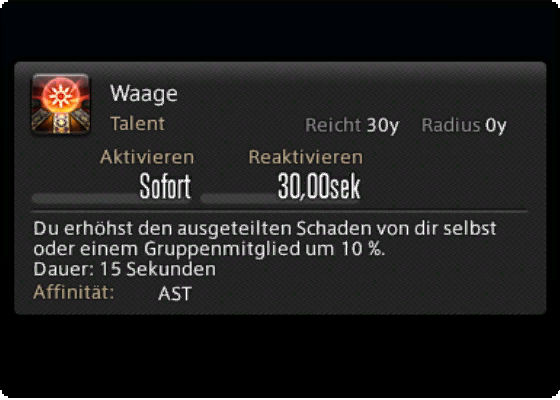 Waage
Talent Reicht 30y Radius 0y
Aktivieren Reaktivieren
Sofort 30,00sek
Du erhöhst den ausgeteilten Schaden von dir selbst
oder einem Gruppenmitglied um 10 %.
Dauer: 15 Sekunden
Affinität: AST